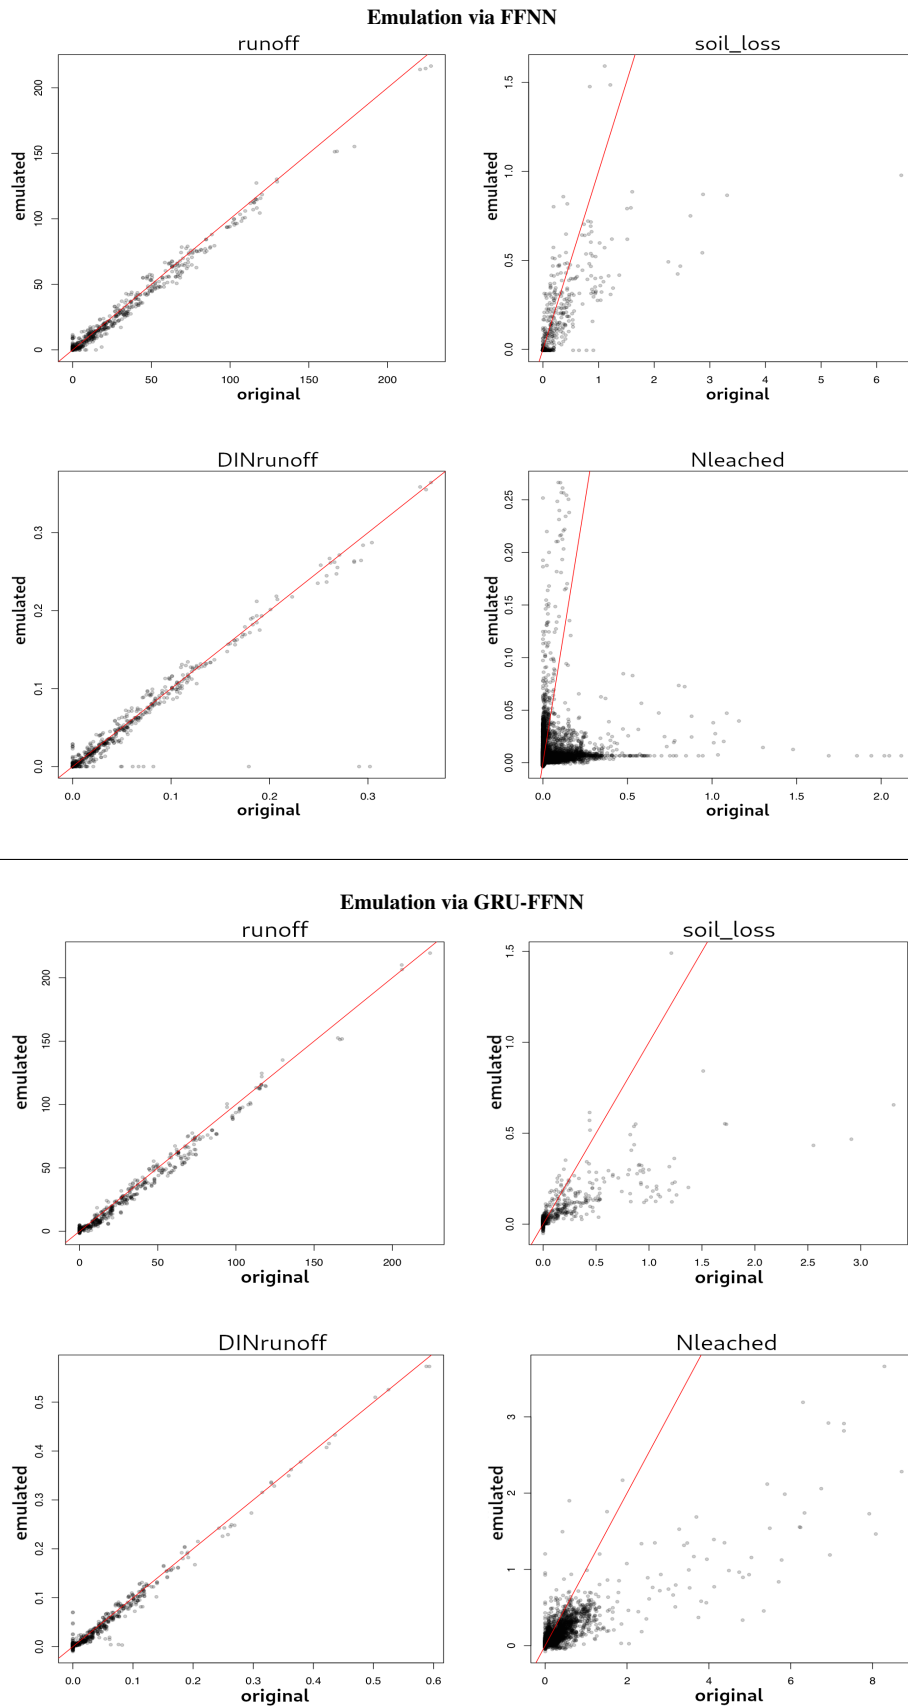 Emulation via FFNN
runoff
emulated
0 50 100 150 200
0 50 100 150 200
original
soil_loss
emulated
0.0 0.5 1.0 1.5
0 1 2 3 4 5 6
original
DINrunoff
emulated
0.0 0.1 0.2 0.3
0.0 0.1 0.2 0.3
original
Nleached
emulated
0.00 0.05 0.10 0.15 0.20 0.25
0.0 0.5 1.0 1.5 2.0
original
Emulation via GRU-FFNN
runoff
emulated
0 50 100 150 200
0 50 100 150 200
original
soil_loss
emulated
0.0 0.5 1.0 1.5
0.0 0.5 1.0 1.5 2.0 2.5 3.0
original
DINrunoff
emulated
0.0 0.1 0.2 0.3 0.4 0.5
0.0 0.1 0.2 0.3 0.4 0.5 0.6
original
Nleached
emulated
0 1 2 3
0 2 4 6 8
original